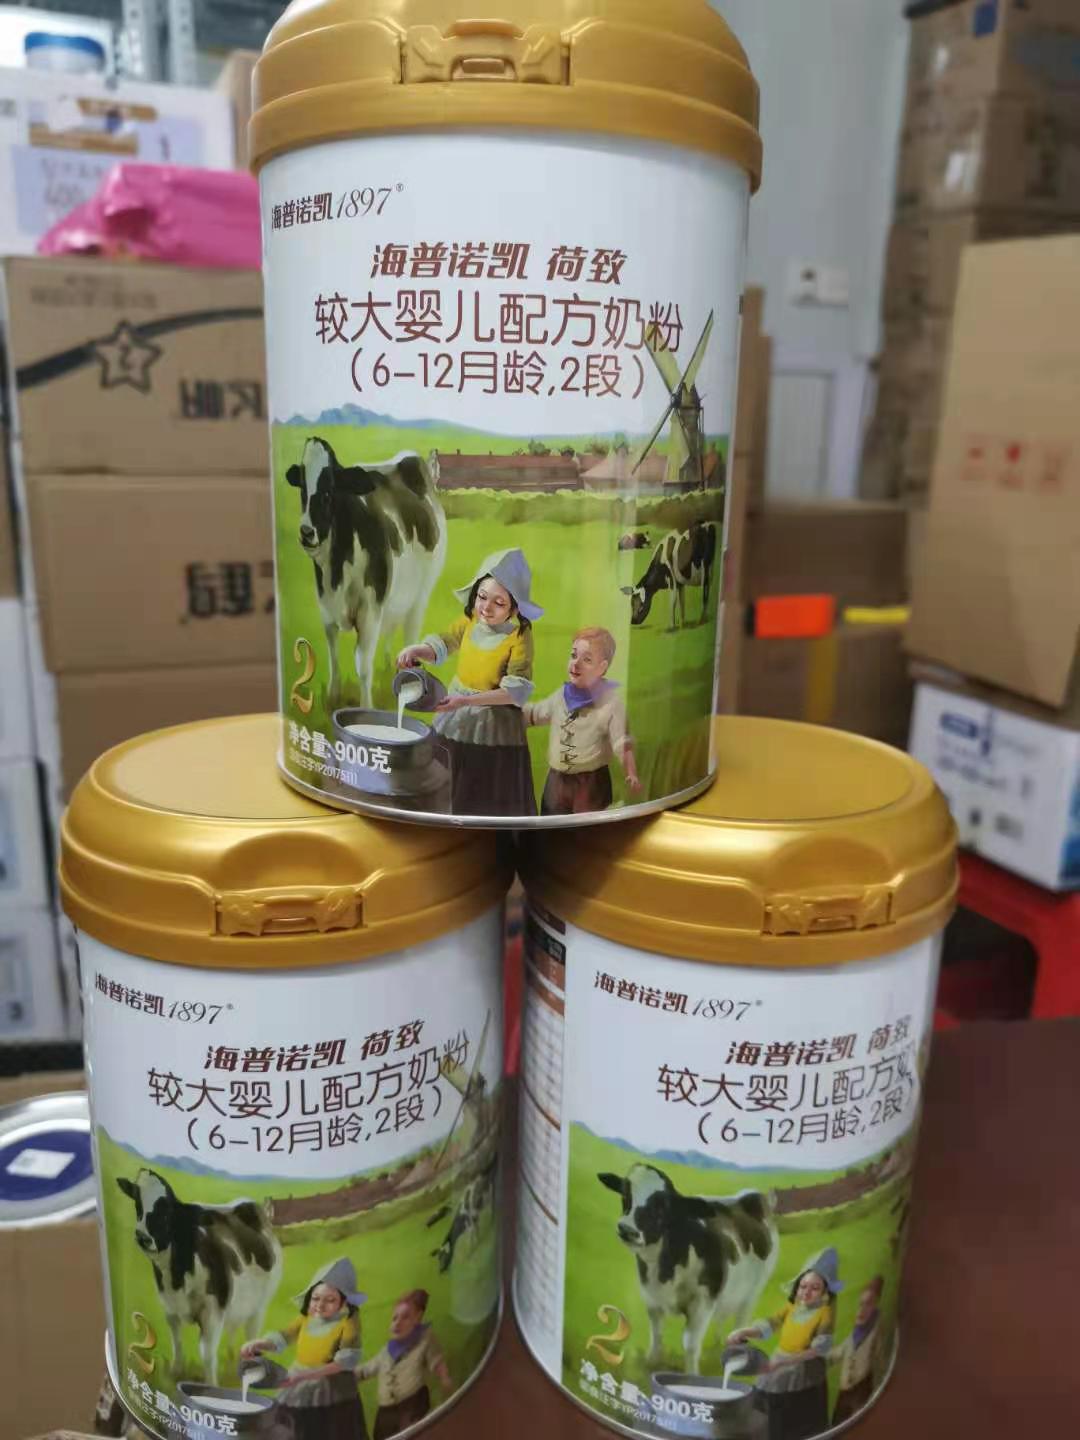 海普诺凯1897®
海普诺凯 荷致
较大婴儿配方奶粉
(6-12月龄,2段)
2
净含量:900克
海普诺凯1897®
海普诺凯 荷致
较大婴儿配方奶粉
(6-12月龄,2段)
2
净含量:900克
海普诺凯1897®
海普诺凯 荷致
较大婴儿配方奶
(6-12月龄,2段)
2
净含量:900克